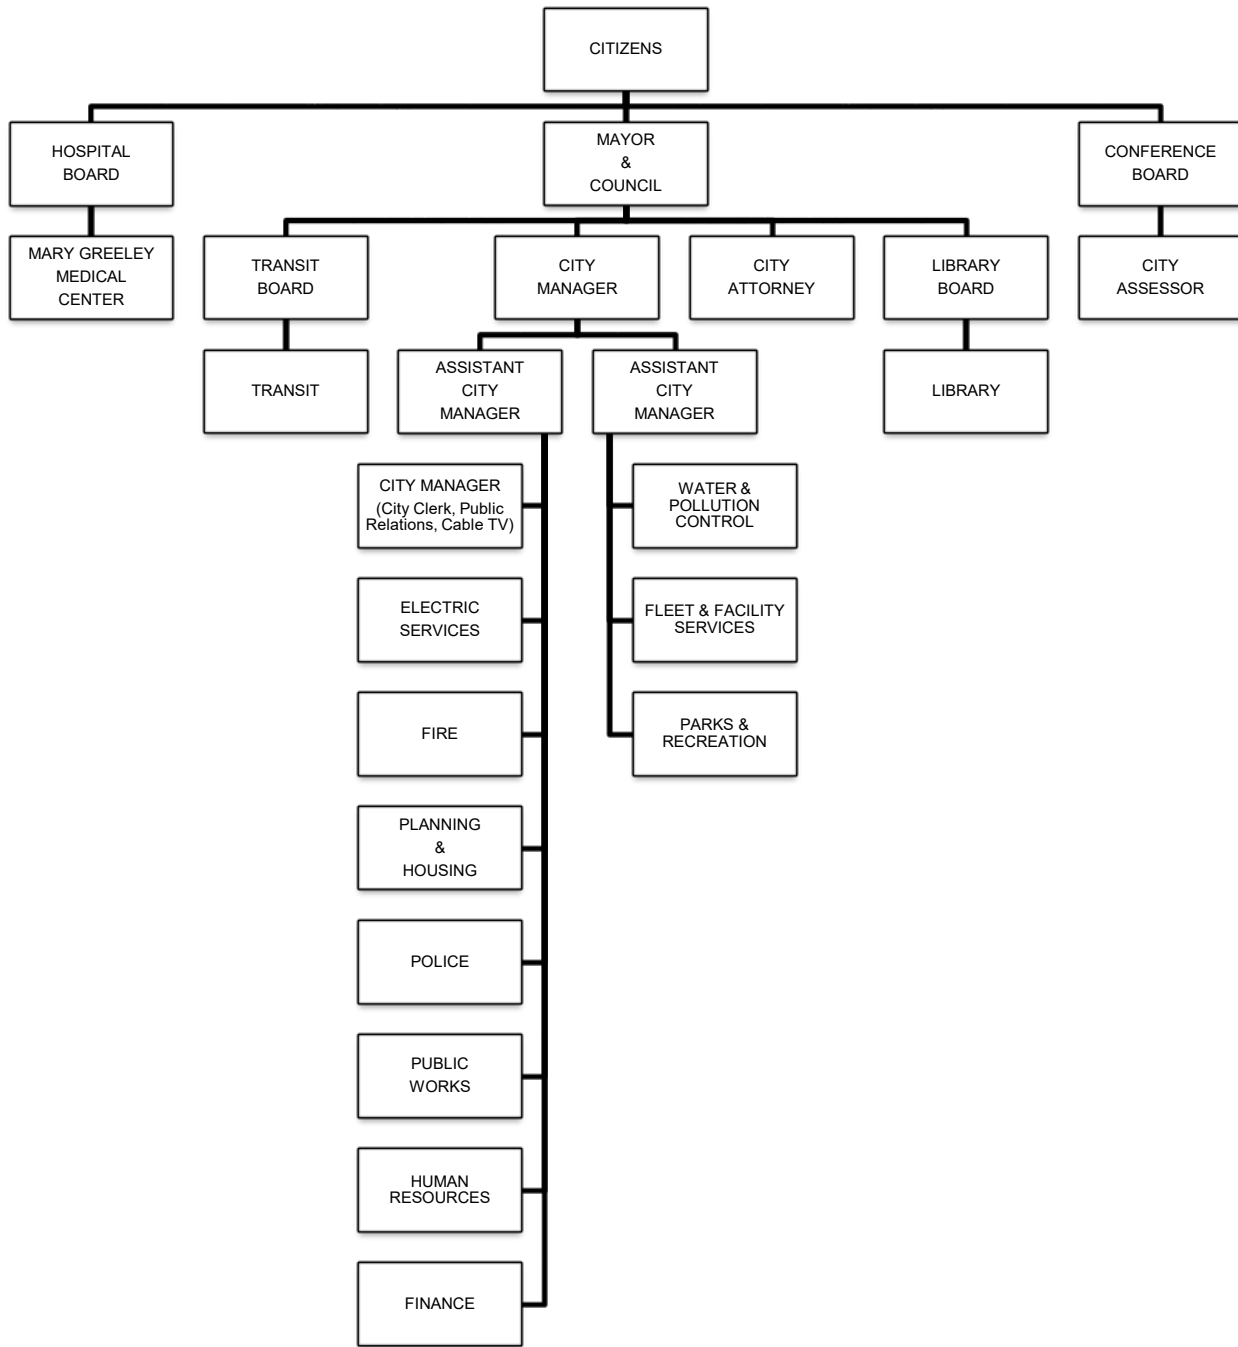 CITIZENS
HOSPITAL
BOARD
MAYOR
&
COUNCIL
CONFERENCE
BOARD
MARY GREELEY
MEDICAL
CENTER
TRANSIT
BOARD
CITY
MANAGER
CITY
ATTORNEY
LIBRARY
BOARD
CITY
ASSESSOR
TRANSIT
ASSISTANT
CITY
MANAGER
ASSISTANT
CITY
MANAGER
LIBRARY
CITY MANAGER
(City Clerk, Public
Relations, Cable TV)
WATER &
POLLUTION
CONTROL
ELECTRIC
SERVICES
FLEET & FACILITY
SERVICES
FIRE
PARKS &
RECREATION
PLANNING
&
HOUSING
POLICE
PUBLIC
WORKS
HUMAN
RESOURCES
FINANCE